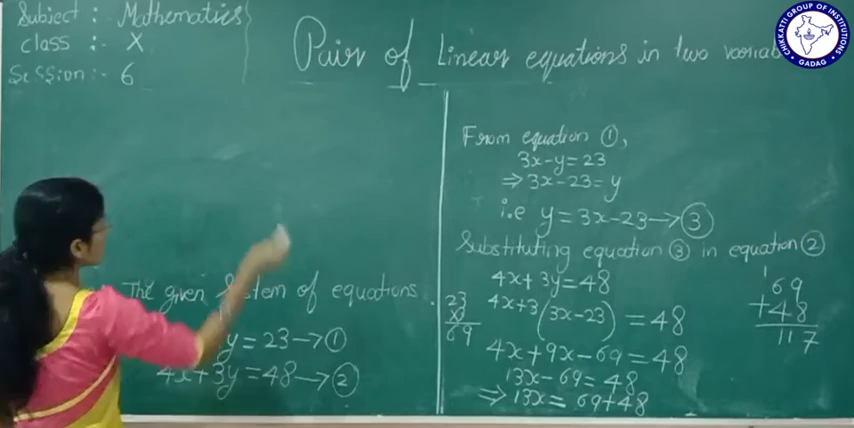 Subject :- Mathematics
Class :- X
Session :- 6
Pair of Linear equations in two variab
CHIKKATTI GROUP OF INSTITUTIONS
GADAG
The given System of equations
y = 23 → ①
4x + 3y = 48 → ②
From equation ①,
3x - y = 23
⇒ 3x - 23 = y
i.e y = 3x - 23 → ③
Substituting equation ③ in equation ②
4x + 3y = 48
4x + 3 (3x - 23) = 48
4x + 9x - 69 = 48
13x - 69 = 48
⇒ 13x = 69 + 48
23
69
1
69
+48
117